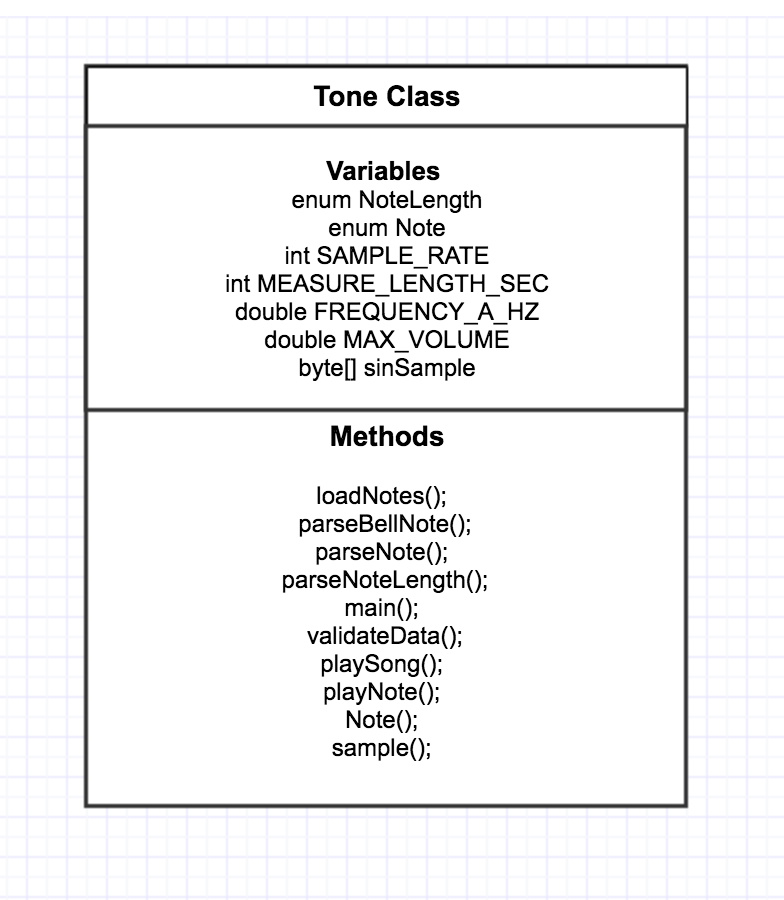 Tone Class
Variables
enum NoteLength
enum Note
int SAMPLE_RATE
int MEASURE_LENGTH_SEC
double FREQUENCY_A_HZ
double MAX_VOLUME
byte[] sinSample
Methods
loadNotes();
parseBellNote();
parseNote();
parseNoteLength();
main();
validateData();
playSong();
playNote();
Note();
sample();